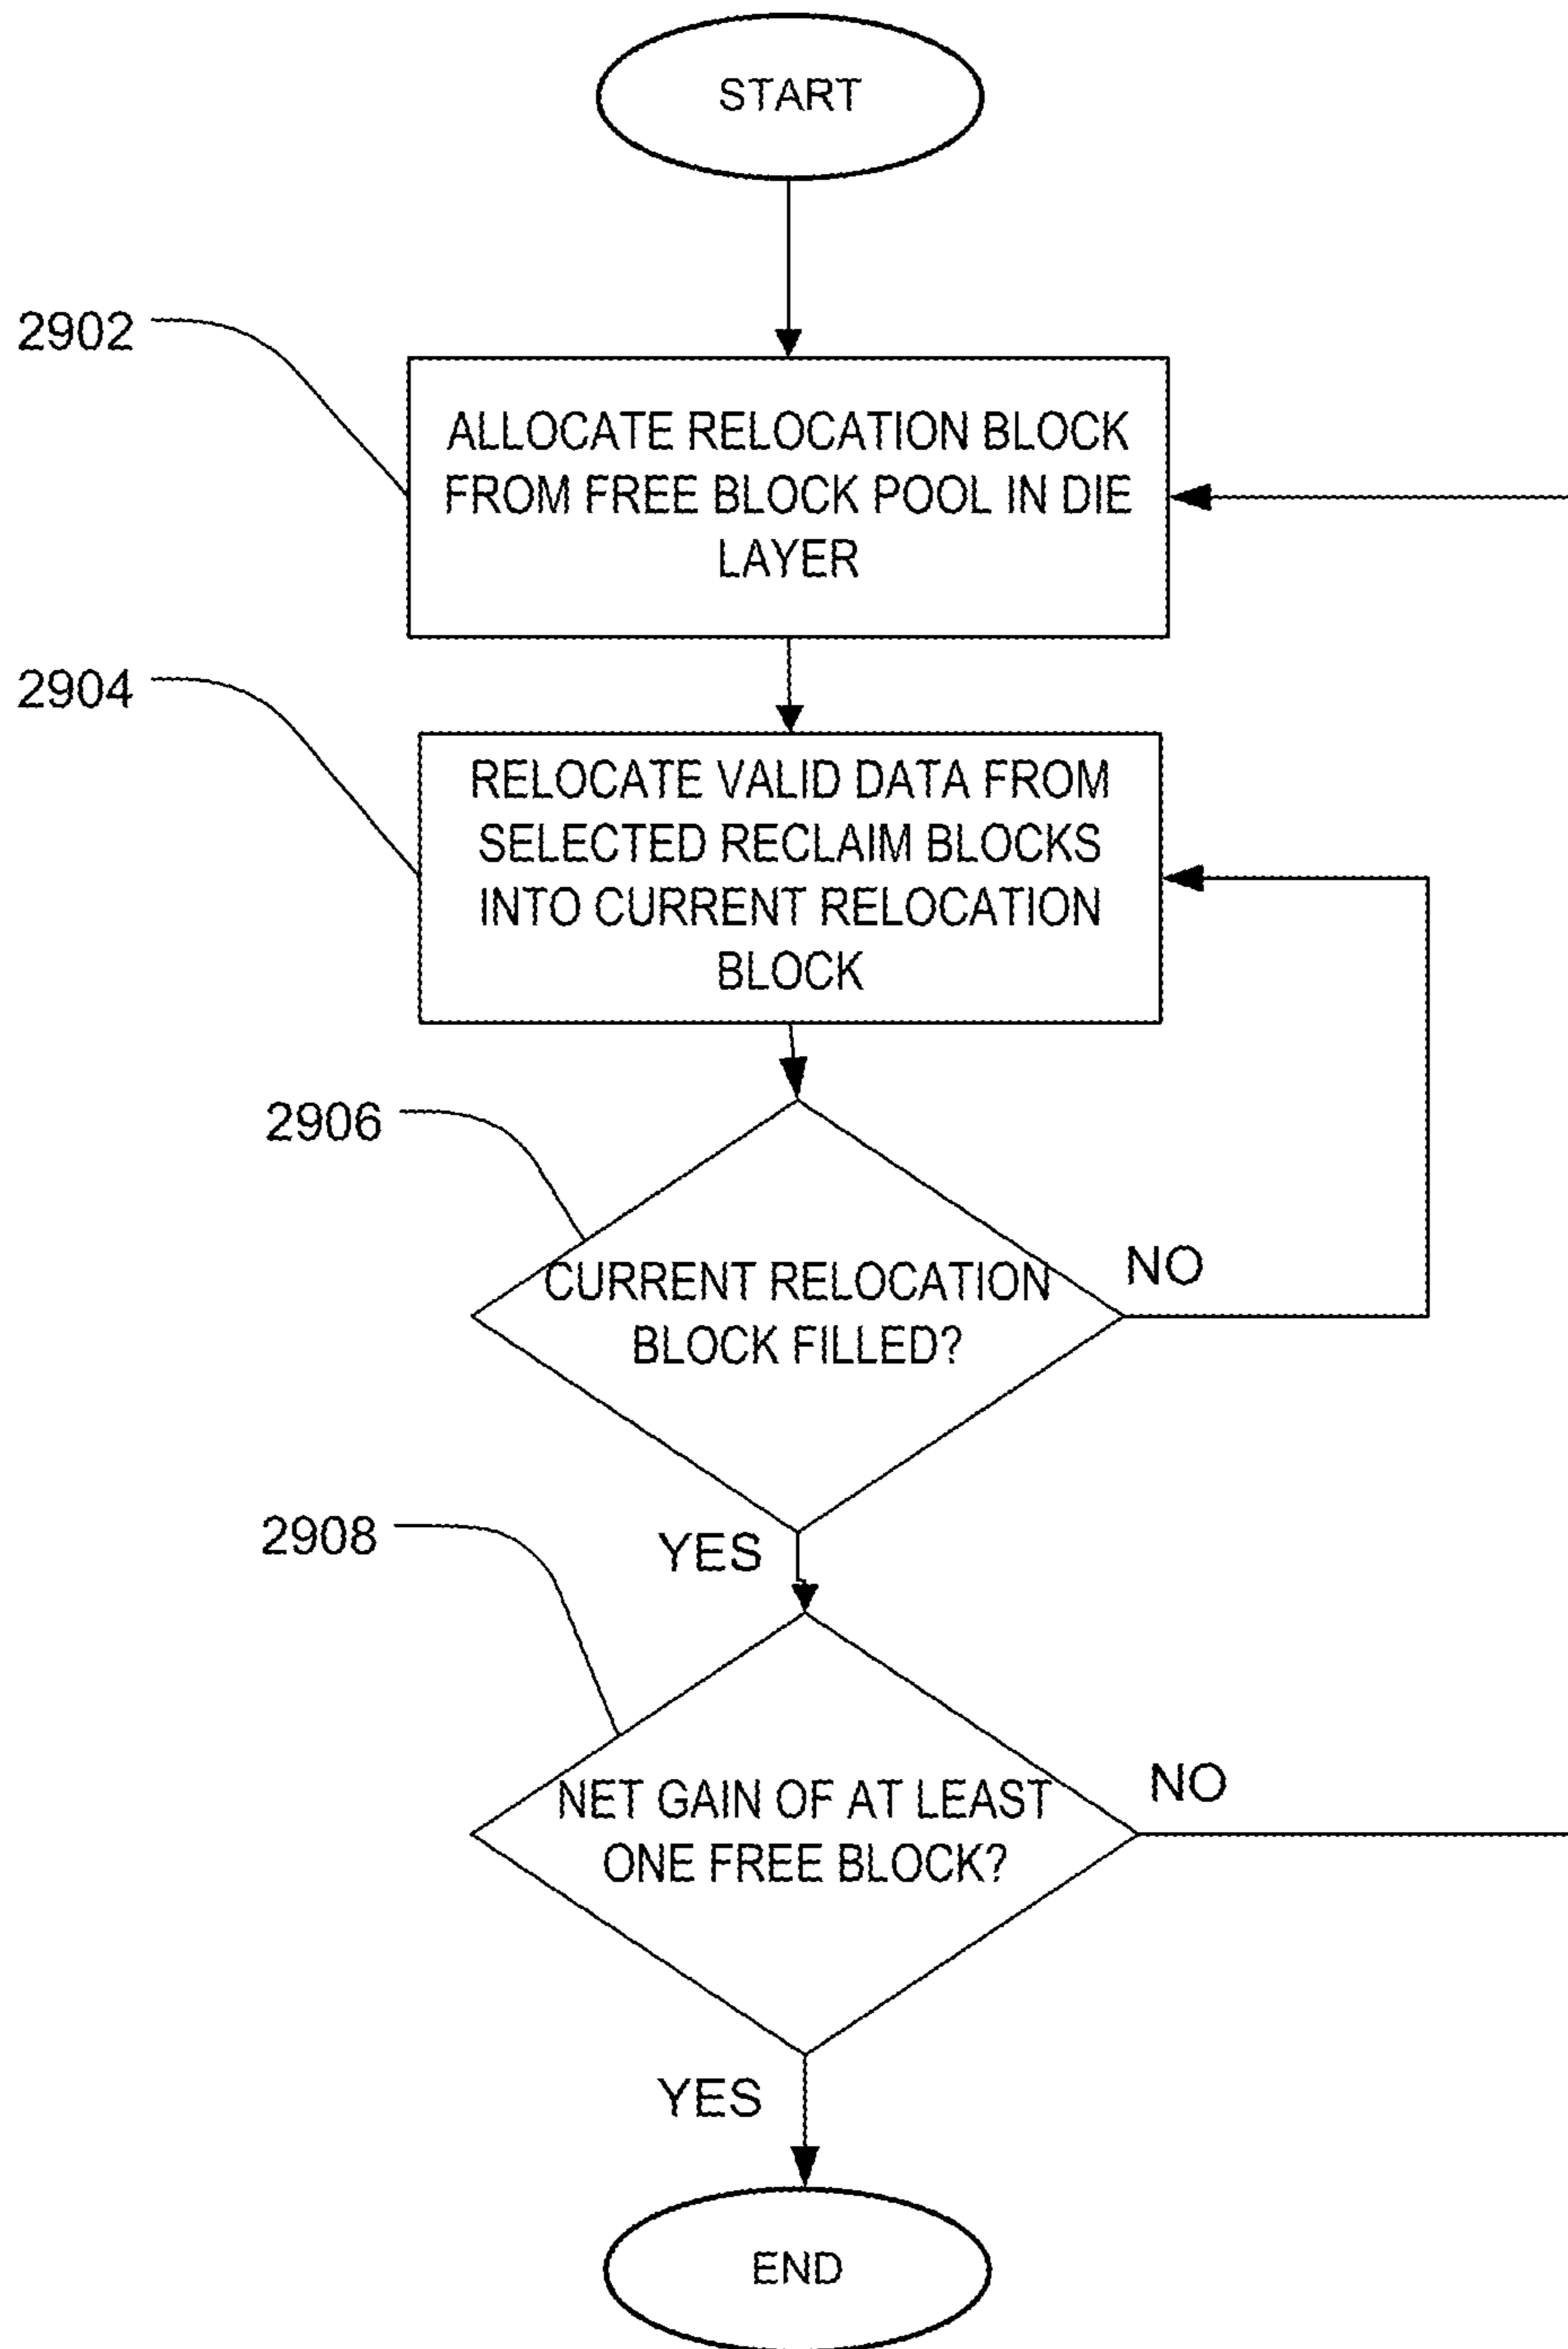 START
2902
ALLOCATE RELOCATION BLOCK
FROM FREE BLOCK POOL IN DIE
LAYER
2904
RELOCATE VALID DATA FROM
SELECTED RECLAIM BLOCKS
INTO CURRENT RELOCATION
BLOCK
2906
NO
CURRENT RELOCATION
BLOCK FILLED?
YES
2908
NO
NET GAIN OF AT LEAST
ONE FREE BLOCK?
YES
END